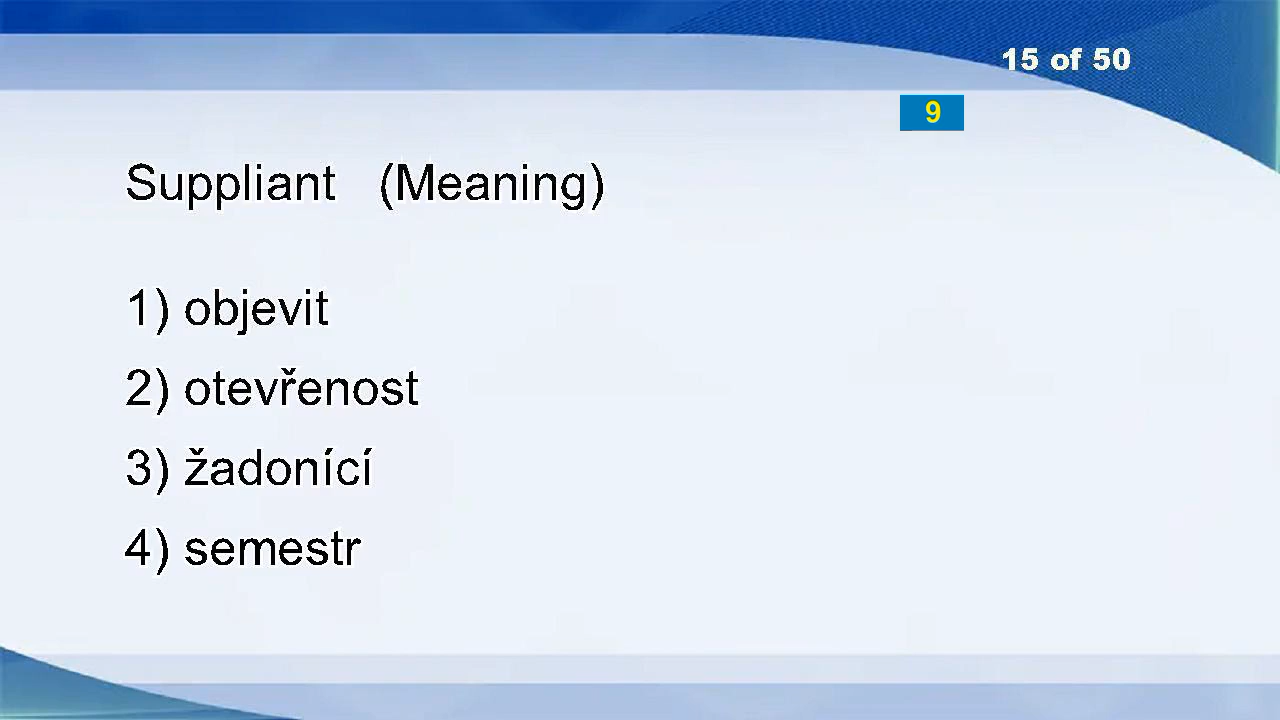 15 of 50
9
Suppliant (Meaning)
1) objevit
2) otevřenost
3) žadonící
4) semestr